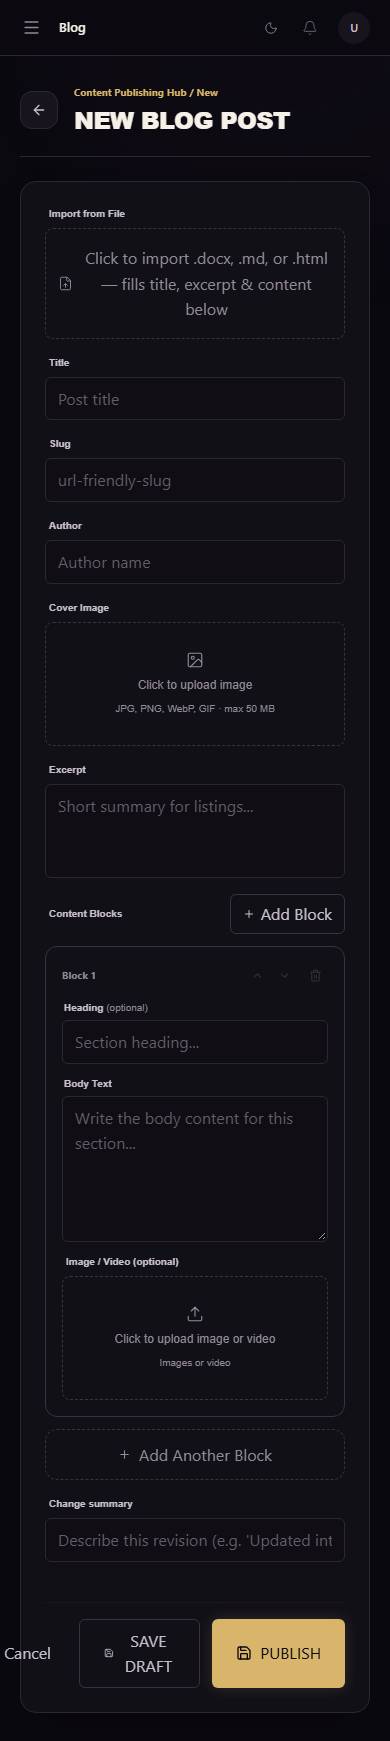 Blog
U
Content Publishing Hub / New
NEW BLOG POST
Import from File
Click to import .docx, .md, or .html
— fills title, excerpt & content
below
Title
Post title
Slug
url-friendly-slug
Author
Author name
Cover Image
Click to upload image
JPG, PNG, WebP, GIF · max 50 MB
Excerpt
Short summary for listings...
Content Blocks
+ Add Block
Block 1
Heading (optional)
Section heading...
Body Text
Write the body content for this
section...
Image / Video (optional)
Click to upload image or video
Images or video
+ Add Another Block
Change summary
Describe this revision (e.g. 'Updated int
Cancel
SAVE
DRAFT
PUBLISH